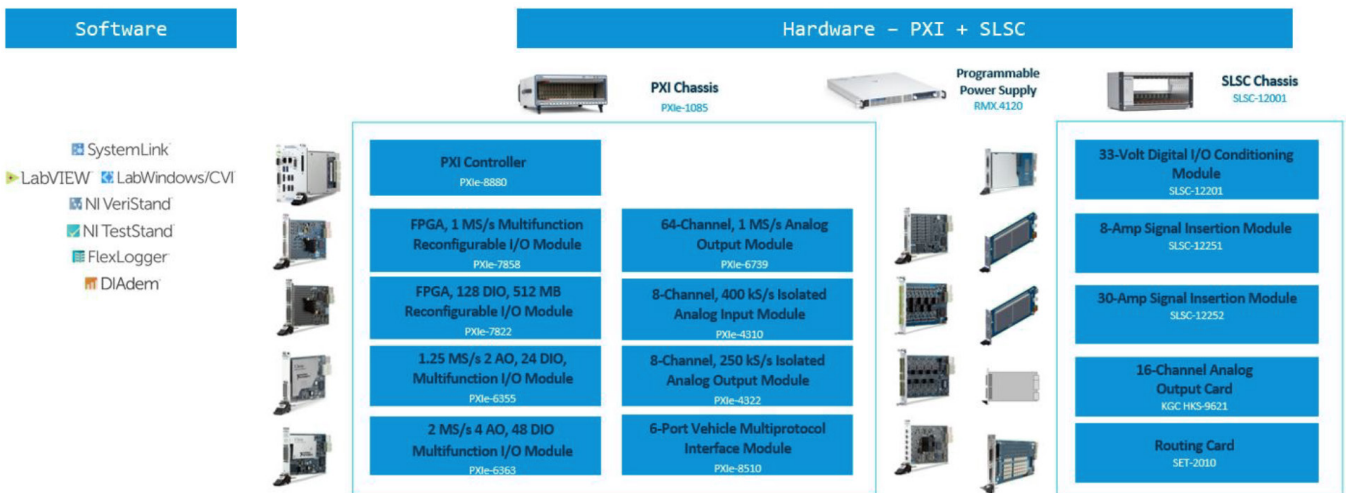 Software
Hardware – PXI + SLSC
PXI Chassis
PXIe-1085
Programmable
Power Supply
RMX.4120
SLSC Chassis
SLSC-12001
SystemLink
LabVIEW LabWindows/CVI
NI VeriStand
NI TestStand
FlexLogger
DIAdem
PXI Controller
PXIe-8880
FPGA, 1 MS/s Multifunction
Reconfigurable I/O Module
PXIe-7858
FPGA, 128 DIO, 512 MB
Reconfigurable I/O Module
PXIe-7822
1.25 MS/s 2 AO, 24 DIO,
Multifunction I/O Module
PXIe-6355
2 MS/s 4 AO, 48 DIO
Multifunction I/O Module
PXIe-6363
64-Channel, 1 MS/s Analog
Output Module
PXIe-6739
8-Channel, 400 kS/s Isolated
Analog Input Module
PXIe-4310
8-Channel, 250 kS/s Isolated
Analog Output Module
PXIe-4322
6-Port Vehicle Multiprotocol
Interface Module
PXIe-8510
33-Volt Digital I/O Conditioning
Module
SLSC-12201
8-Amp Signal Insertion Module
SLSC-12251
30-Amp Signal Insertion Module
SLSC-12252
16-Channel Analog
Output Card
KGC HKS-9621
Routing Card
SET-2010